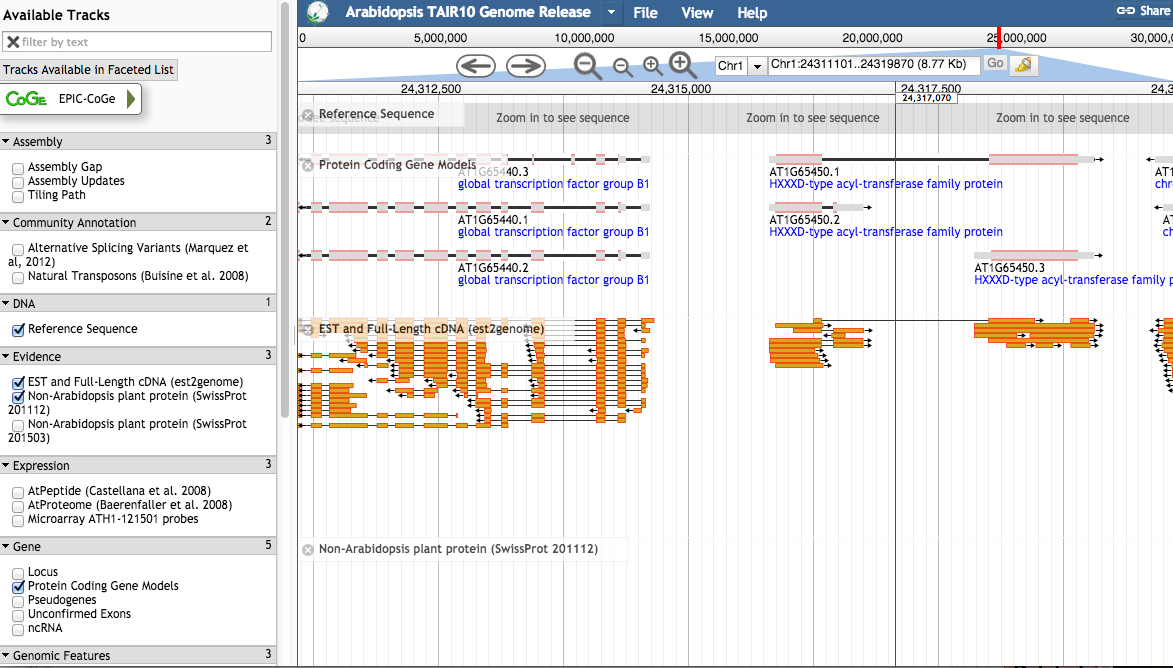 Available Tracks
filter by text
Tracks Available in Faceted List
CoGe EPIC-CoGe
Assembly 3
Assembly Gap
Assembly Updates
Tiling Path
Community Annotation 2
Alternative Splicing Variants (Marquez et
al, 2012)
Natural Transposons (Buisine et al. 2008)
DNA 1
Reference Sequence
Evidence 3
EST and Full-Length cDNA (est2genome)
Non-Arabidopsis plant protein (SwissProt
201112)
Non-Arabidopsis plant protein (SwissProt
201503)
Expression 3
AtPeptide (Castellana et al. 2008)
AtProteome (Baerenfaller et al. 2008)
Microarray ATH1-121501 probes
Gene 5
Locus
Protein Coding Gene Models
Pseudogenes
Unconfirmed Exons
ncRNA
Genomic Features 3
Arabidopsis TAIR10 Genome Release File View Help Share
0 5,000,000 10,000,000 15,000,000 20,000,000 25,000,000 30,000,
Chr1 Chr1:24311101..24319870 (8.77 Kb) Go
24,312,500 24,315,000 24,317,500 24,3
24,317,070
Reference Sequence Zoom in to see sequence Zoom in to see sequence Zoom in to see sequence
Protein Coding Gene Models
AT1G65440.3 AT1G65450.1 AT1
global transcription factor group B1 HXXXD-type acyl-transferase family protein chr
AT1G65440.1 AT1G65450.2 A
global transcription factor group B1 HXXXD-type acyl-transferase family protein ch
AT1G65440.2 AT1G65450.3
global transcription factor group B1 HXXXD-type acyl-transferase family p
EST and Full-Length cDNA (est2genome)
Non-Arabidopsis plant protein (SwissProt 201112)